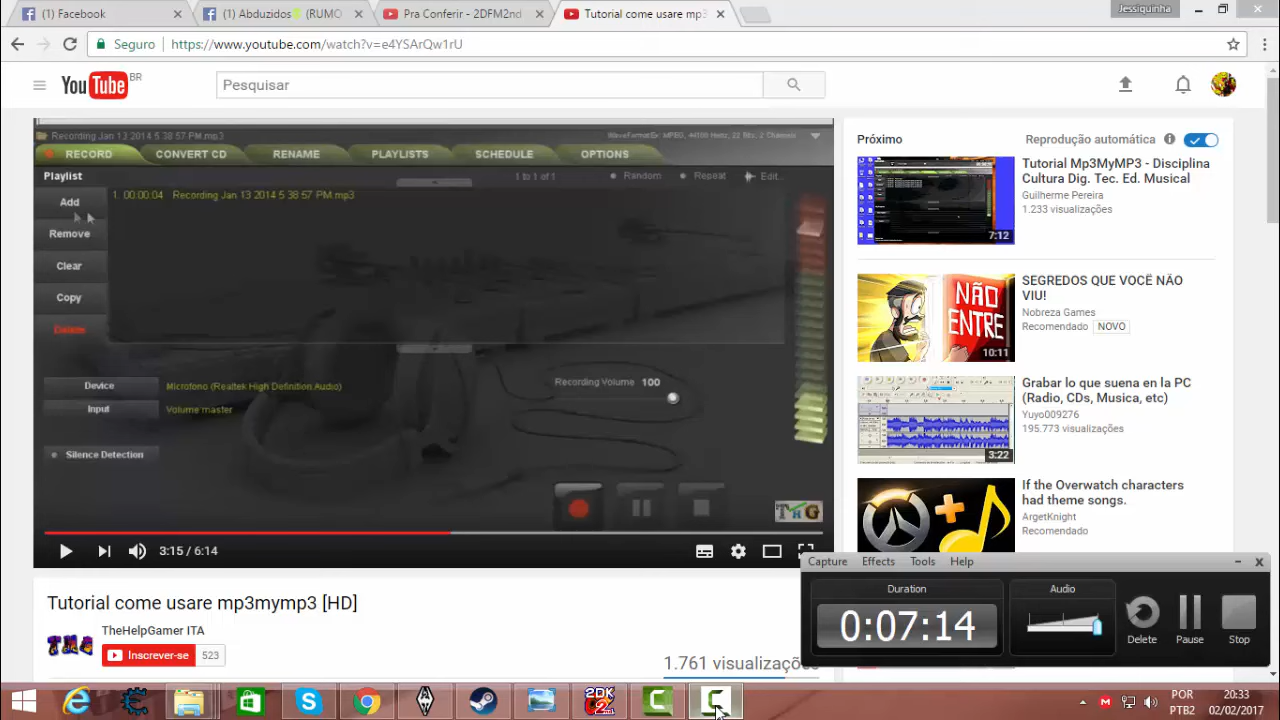 (1) Facebook
(1) Abduzidos (RUMO
Pra Conferir - 2DFM2nd
Tutorial come usare mp3
Jessiquinha
Seguro
https://www.youtube.com/watch?v=e4YSArQw1rU
YouTube BR
Pesquisar
Recording Jan 13 2014 5 38 57 PM.mp3
RECORD
CONVERT CD
RENAME
PLAYLISTS
SCHEDULE
OPTIONS
Playlist
1 to 1 of 1
Random
Repeat
Edit..
Add
1 00:00:04 Recording Jan 13 2014 5 38 57 PM.mp3
Remove
Clear
Copy
Delete
Device
Microfono (Realtek High Definition Audio)
Input
Volume master
Recording Volume 100
Silence Detection
THG
3:15 / 6:14
Tutorial come usare mp3mymp3 [HD]
TheHelpGamer ITA
Inscrever-se
523
1.761 visualizaçõe
Próximo
Reprodução automática
Tutorial Mp3MyMP3 - Disciplina
Cultura Dig. Tec. Ed. Musical
Guilherme Pereira
1.233 visualizações
7:12
SEGREDOS QUE VOCÊ NÃO
VIU!
Nobreza Games
Recomendado
NOVO
NÃO
ENTRE
10:11
Grabar lo que suena en la PC
(Radio, CDs, Musica, etc)
Yuyo009276
195.773 visualizações
3:22
If the Overwatch characters
had theme songs.
ArgetKnight
Recomendado
Capture
Effects
Tools
Help
Duration
0:07:14
Audio
Delete
Pause
Stop
2DK
2nd
POR
PTB2
20:33
02/02/2017